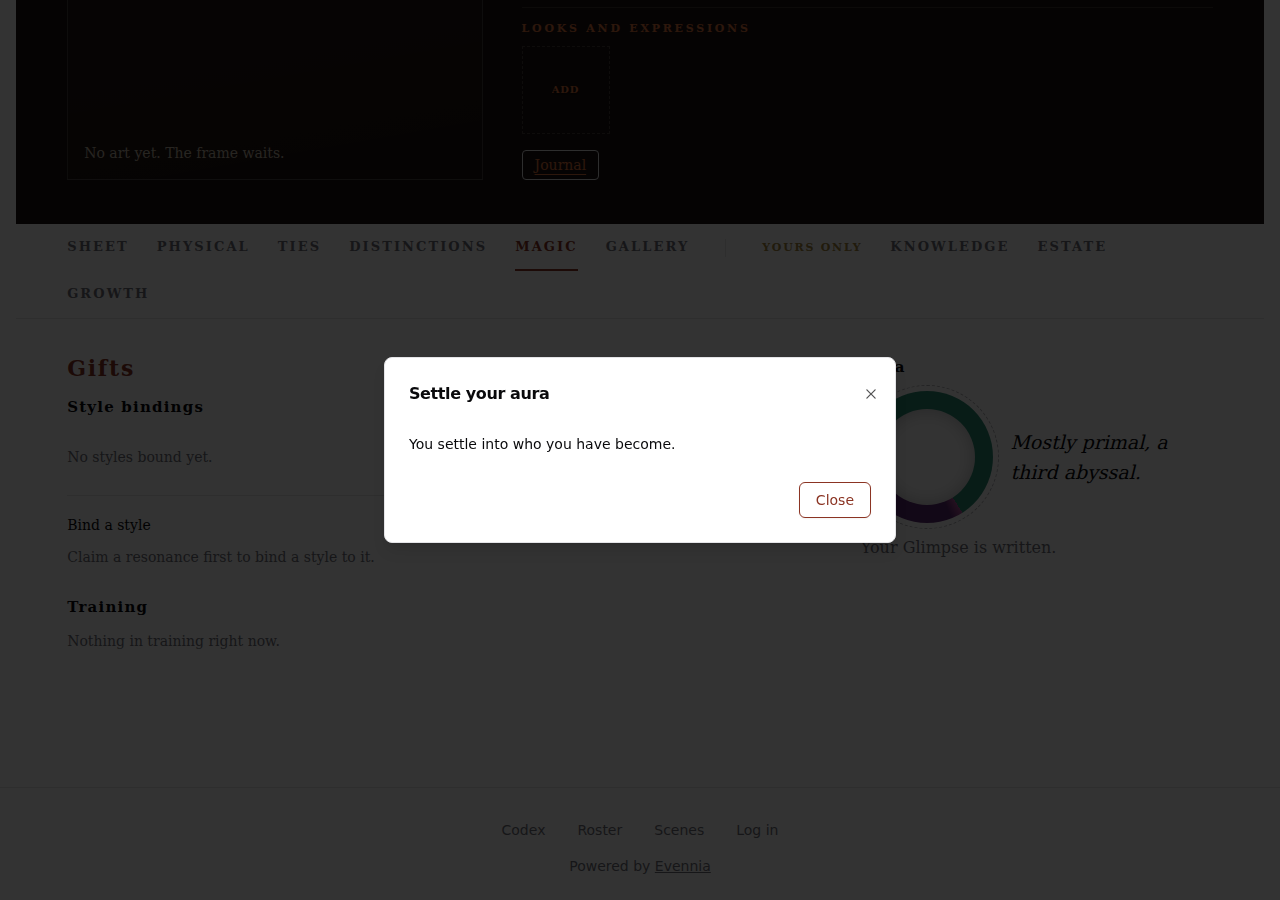 LOOKS AND EXPRESSIONS
ADD
No art yet. The frame waits.
Journal
SHEET PHYSICAL TIES DISTINCTIONS MAGIC GALLERY YOURS ONLY KNOWLEDGE ESTATE
GROWTH
Gifts
Style bindings
No styles bound yet.
Bind a style
Claim a resonance first to bind a style to it.
Training
Nothing in training right now.
Settle your aura
×
You settle into who you have become.
Close
a
Mostly primal, a
third abyssal.
Your Glimpse is written.
Codex Roster Scenes Log in
Powered by Evennia